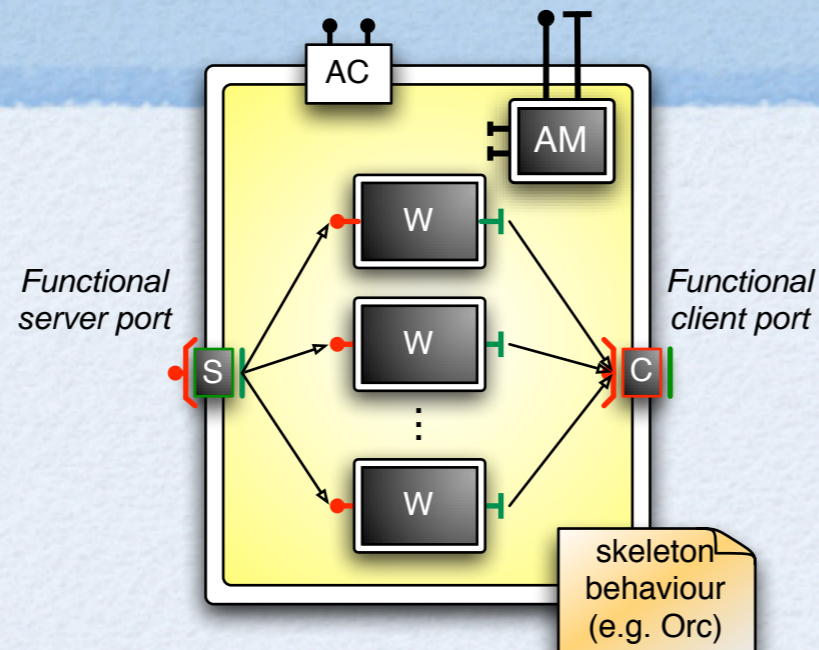 AC
AM
W
Functional
server port
Functional
client port
W
S
C
⋮
W
skeleton
behaviour
(e.g. Orc)